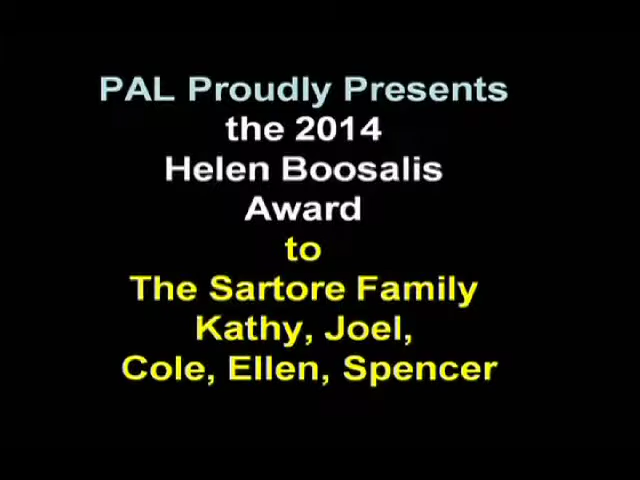 PAL Proudly Presents
the 2014
Helen Boosalis
Award
to
The Sartore Family
Kathy, Joel,
Cole, Ellen, Spencer